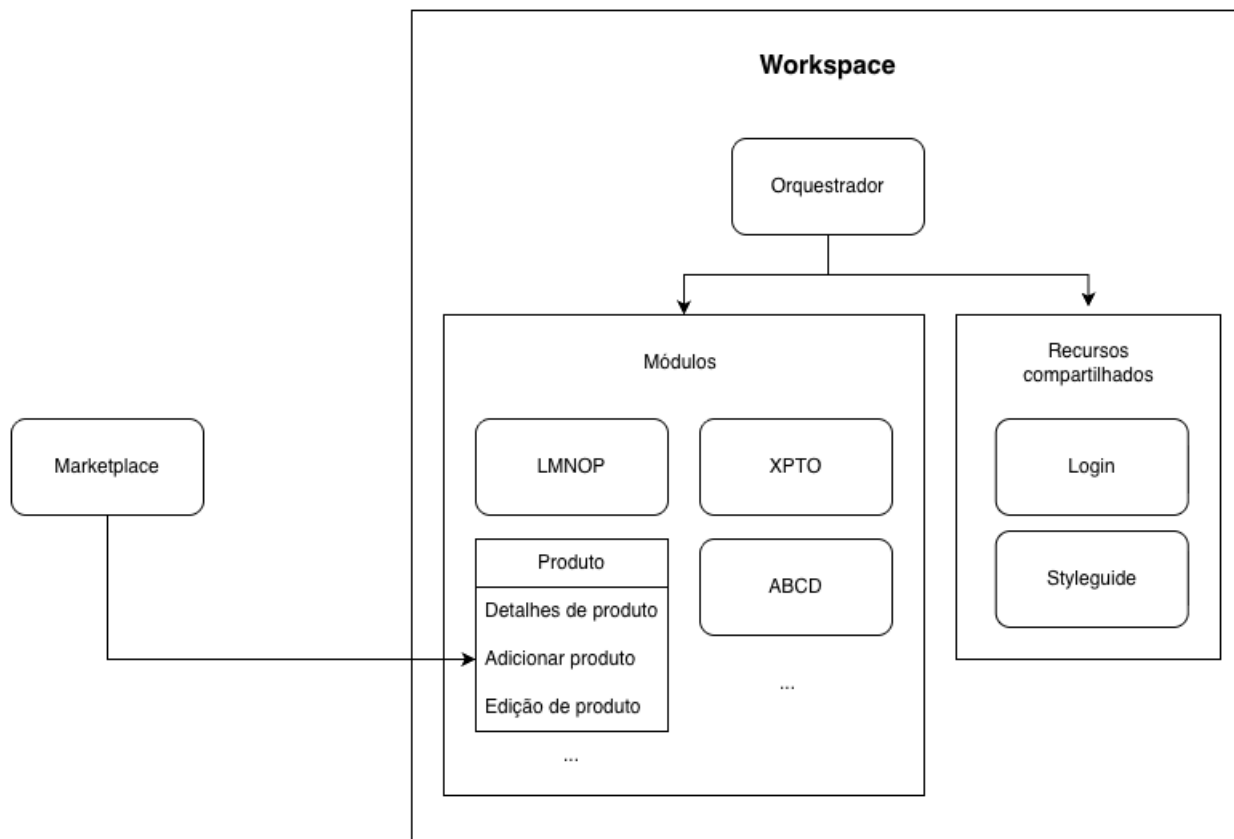 Workspace
Orquestrador
Módulos
Recursos
compartilhados
Marketplace
LMNOP
XPTO
Login
Produto
Detalhes de produto
Adicionar produto
Edição de produto
...
ABCD
...
Styleguide